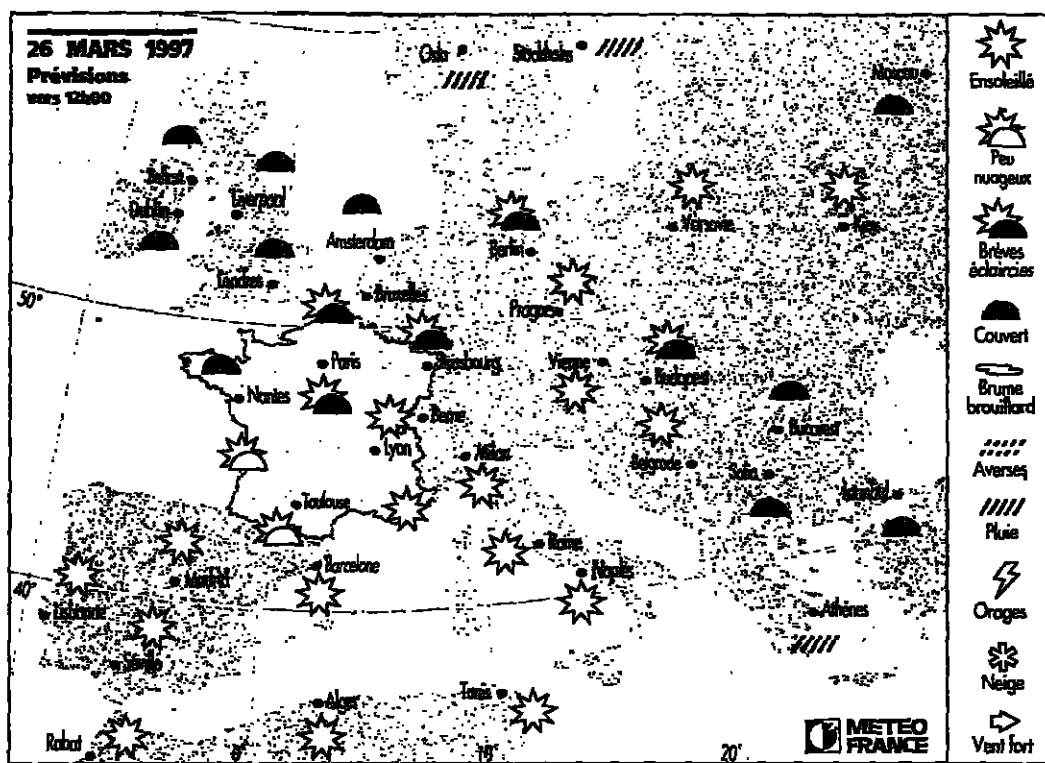 26 MARS 1997
Prévisions
vers 12h00
Oslo
Stockholm
Moscou
Belfast
Dublin
Liverpool
Amsterdam
Berlin
Varsovie
Kiev
Londres
Bruxelles
Prague
50°
Paris
Strasbourg
Vienne
Budapest
Nantes
Berne
Bucarest
Lyon
Milan
Belgrade
Sofia
Istanbul
Toulouse
Rome
Barcelone
Naples
40°
Madrid
Lisbonne
Athènes
Séville
Alger
Tunis
Rabat
0°
10°
20°
METEO
FRANCE
Ensoleillé
Peu
nuageux
Brèves
éclaircies
Couvert
Brume
brouillard
Averses
Pluie
Orages
Neige
Vent fort